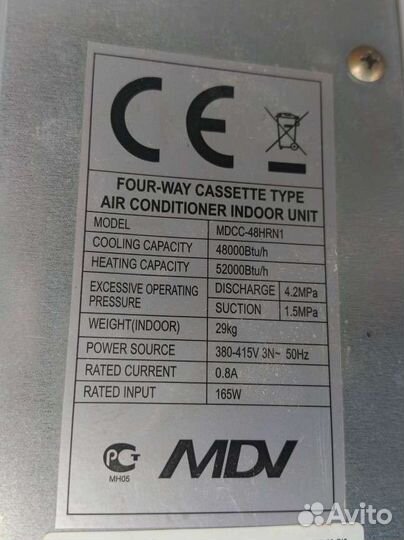 CE
FOUR-WAY CASSETTE TYPE
AIR CONDITIONER INDOOR UNIT
MODEL MDCC-48HRN1
COOLING CAPACITY 48000Btu/h
HEATING CAPACITY 52000Btu/h
EXCESSIVE OPERATING PRESSURE DISCHARGE 4.2MPa
SUCTION 1.5MPa
WEIGHT(INDOOR) 29kg
POWER SOURCE 380-415V 3N~ 50Hz
RATED CURRENT 0.8A
RATED INPUT 165W
РСТ
MH05
MDV
Avito